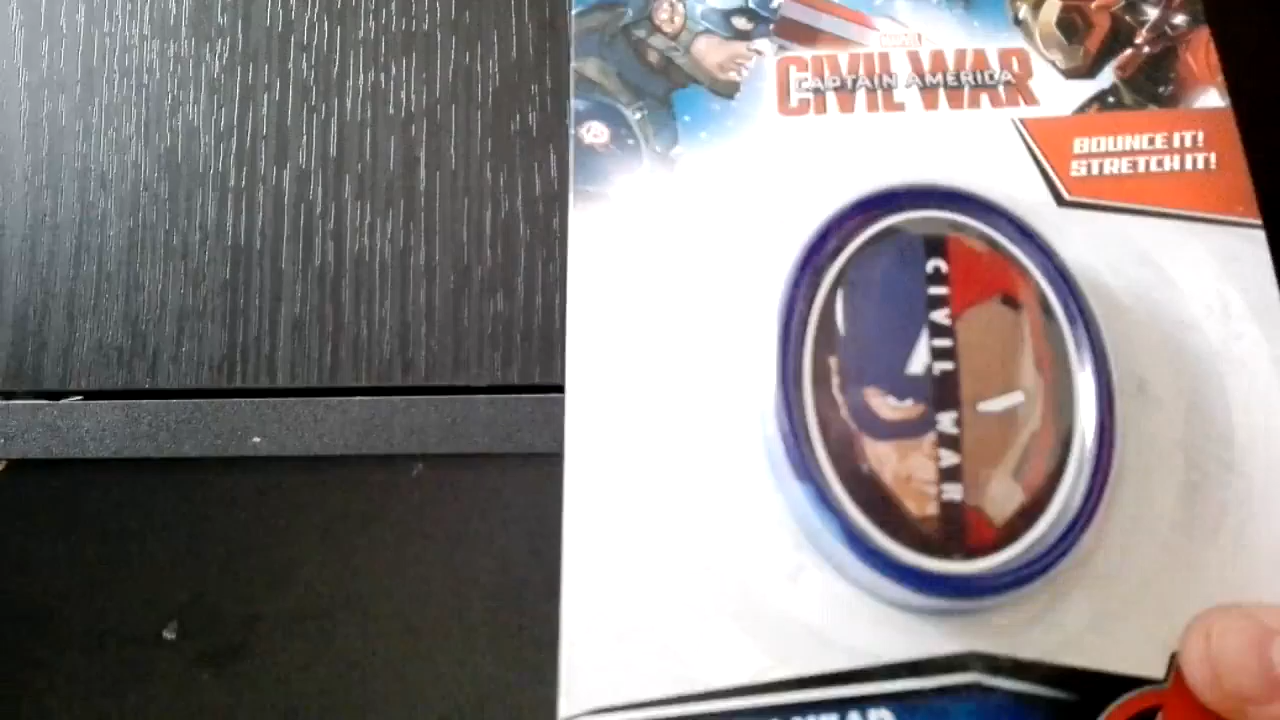 MARVEL
CAPTAIN AMERICA
CIVIL WAR
BOUNCE IT!
STRETCH IT!
CIVIL WAR